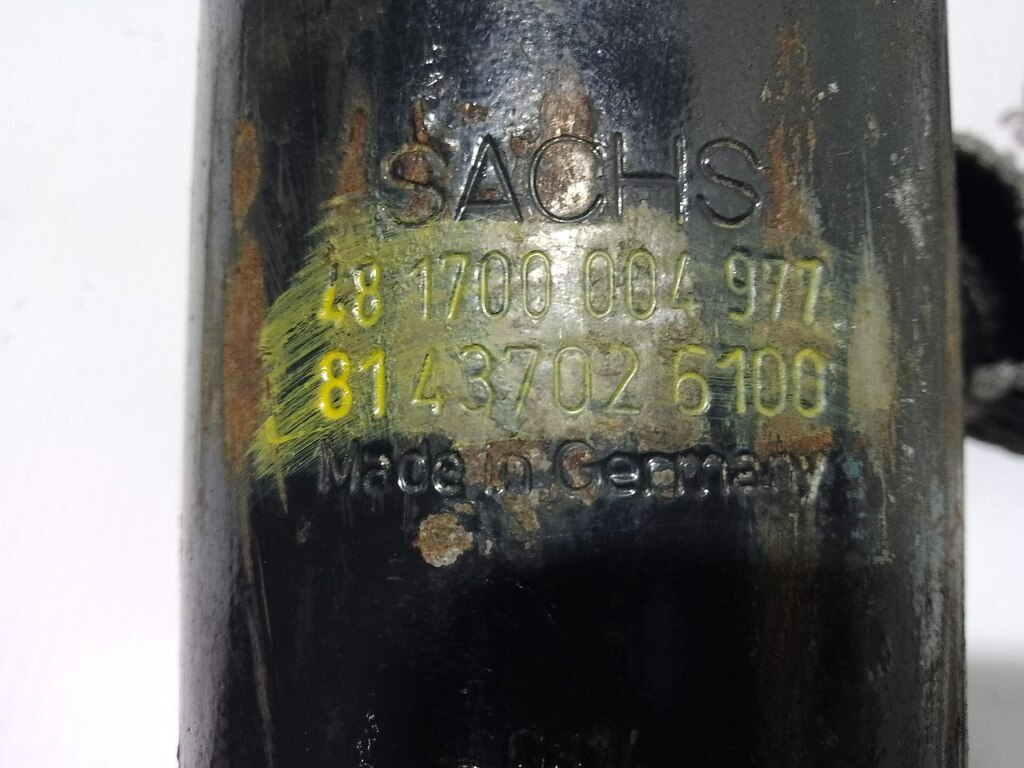 SACHS
48 1700 004 977
81 43702 6100
Made in Germany